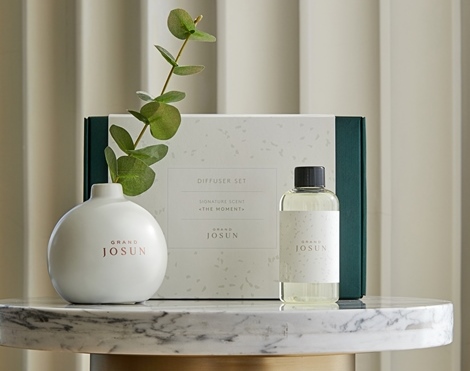 DIFFUSER SET
SIGNATURE SCENT
«THE MOMENT»
GRAND
JOSUN
GRAND
JOSUN
GRAND
JOSUN